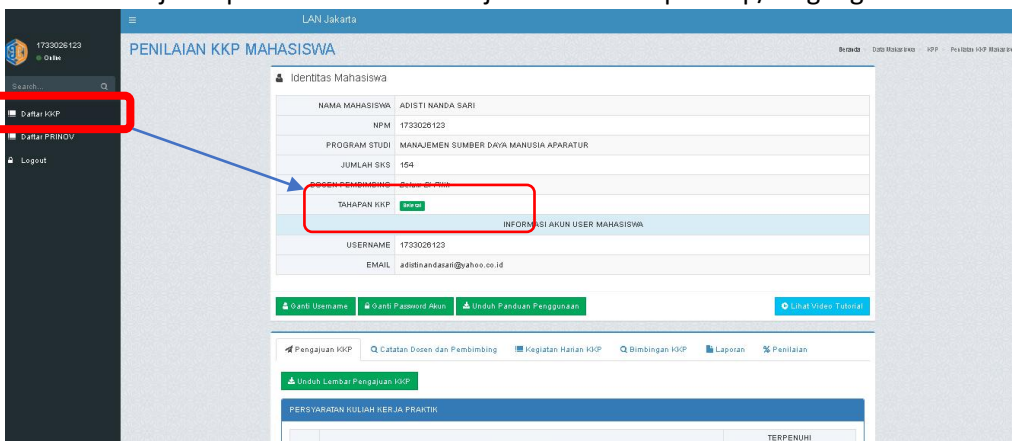 LAN Jakarta
1733026123
Online
PENILAIAN KKP MAHASISWA
Beranda Data Mahasiswa KPP Penilaian KKP Mahasiswa
Search...
Daftar KKP
Daftar PRINOV
Logout
Identitas Mahasiswa
NAMA MAHASISWA ADISTI NANDA SARI
NPM 1733026123
PROGRAM STUDI MANAJEMEN SUMBER DAYA MANUSIA APARATUR
JUMLAH SKS 154
DOSEN PEMBIMBING
TAHAPAN KKP Selesai
INFORMASI AKUN USER MAHASISWA
USERNAME 1733026123
EMAIL adistinandasari@yahoo.co.id
Ganti Username Ganti Password Akun Unduh Panduan Penggunaan Lihat Video Tutorial
Pengajuan KKP Catatan Dosen dan Pembimbing Kegiatan Harian KKP Bimbingan KKP Laporan % Penilaian
Unduh Lembar Pengajuan KKP
PERSYARATAN KULIAH KERJA PRAKTIK
TERPENUHI